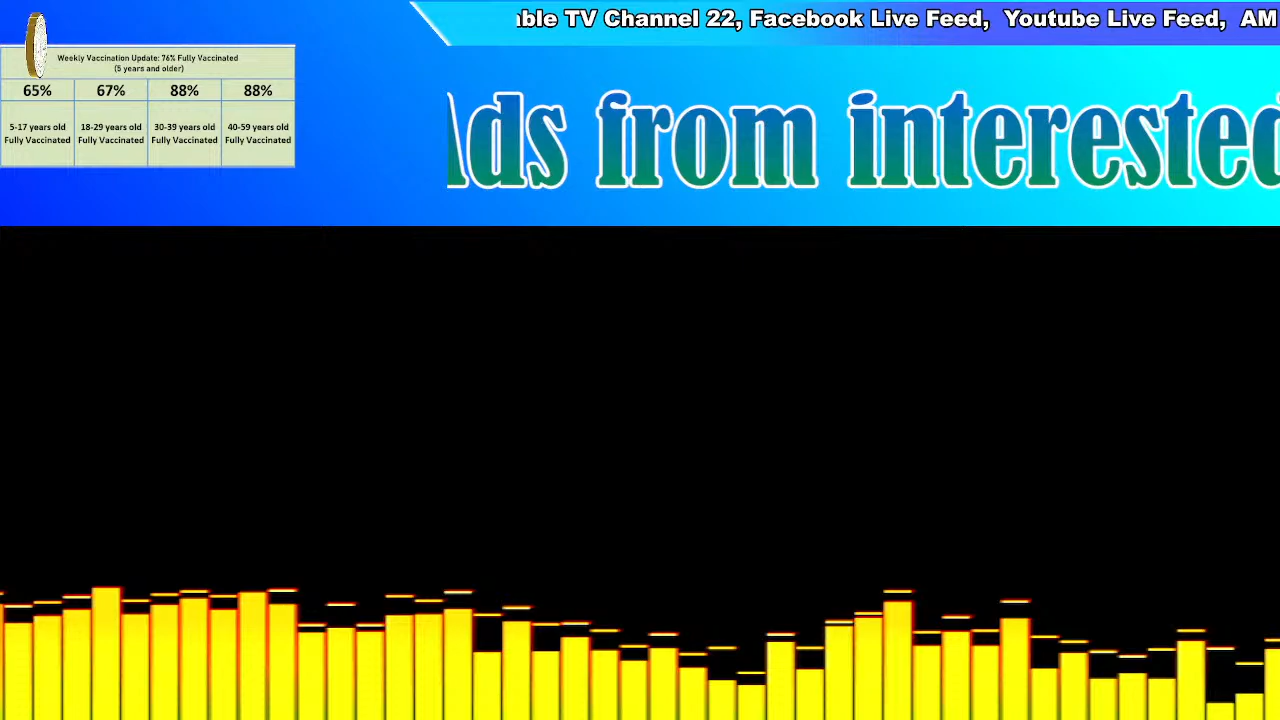 TV Channel 22, Facebook Live Feed, Youtube Live Feed, AM
Weekly Vaccination Update: 76% Fully Vaccinated
(5 years and older)
65% 67% 88% 88%
5-17 years old 18-29 years old 30-39 years old 40-59 years old
Fully Vaccinated Fully Vaccinated Fully Vaccinated Fully Vaccinated
from interested